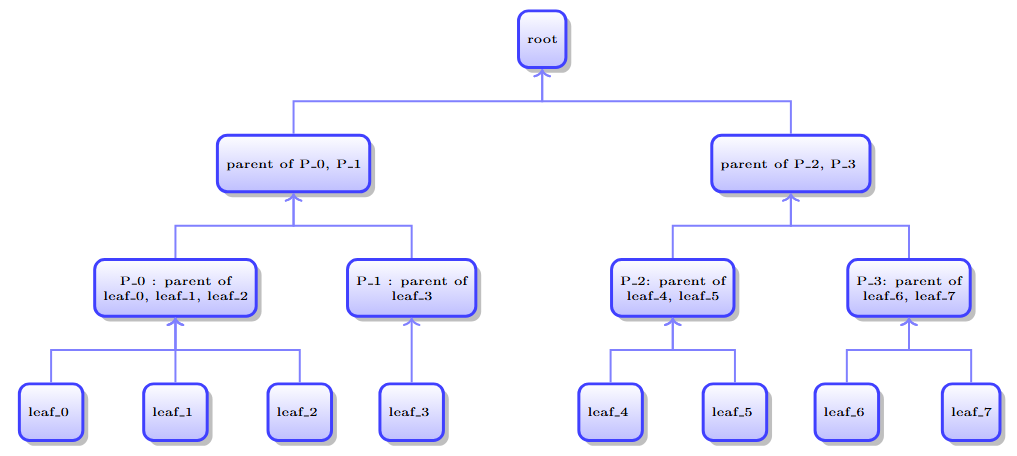 root
parent of P_0, P_1
parent of P_2, P_3
P_0 : parent of
leaf_0, leaf_1, leaf_2
P_1 : parent of
leaf_3
P_2: parent of
leaf_4, leaf_5
P_3: parent of
leaf_6, leaf_7
leaf_0
leaf_1
leaf_2
leaf_3
leaf_4
leaf_5
leaf_6
leaf_7